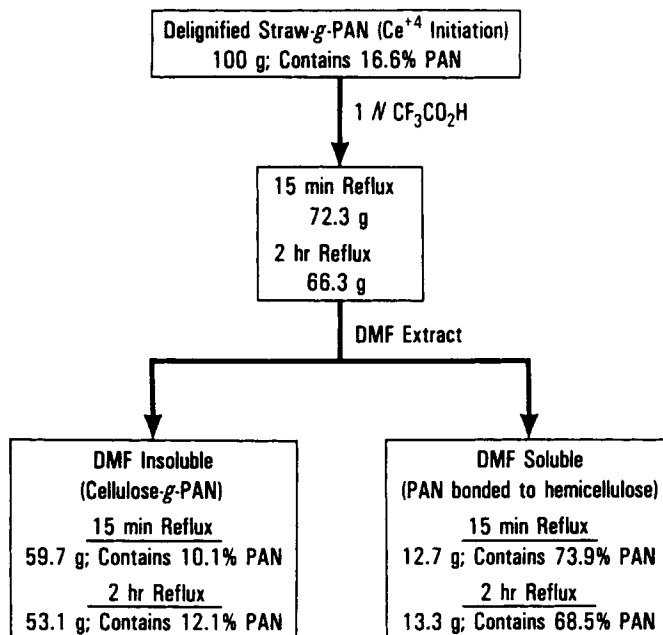 Delignified Straw-g-PAN (Ce+4 Initiation)
100 g; Contains 16.6% PAN
1 N CF3CO2H
15 min Reflux
72.3 g
2 hr Reflux
66.3 g
DMF Extract
DMF Insoluble
(Cellulose-g-PAN)
15 min Reflux
59.7 g; Contains 10.1% PAN
2 hr Reflux
53.1 g; Contains 12.1% PAN
DMF Soluble
(PAN bonded to hemicellulose)
15 min Reflux
12.7 g; Contains 73.9% PAN
2 hr Reflux
13.3 g; Contains 68.5% PAN